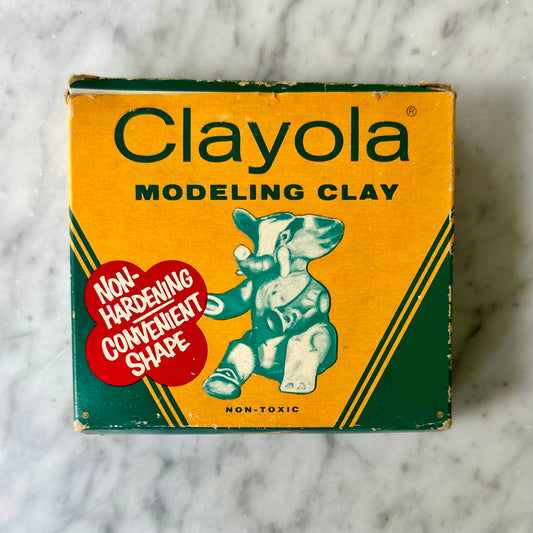 Clayola®
MODELING CLAY
NON-
HARDENING
CONVENIENT
SHAPE
NON-TOXIC
®
®